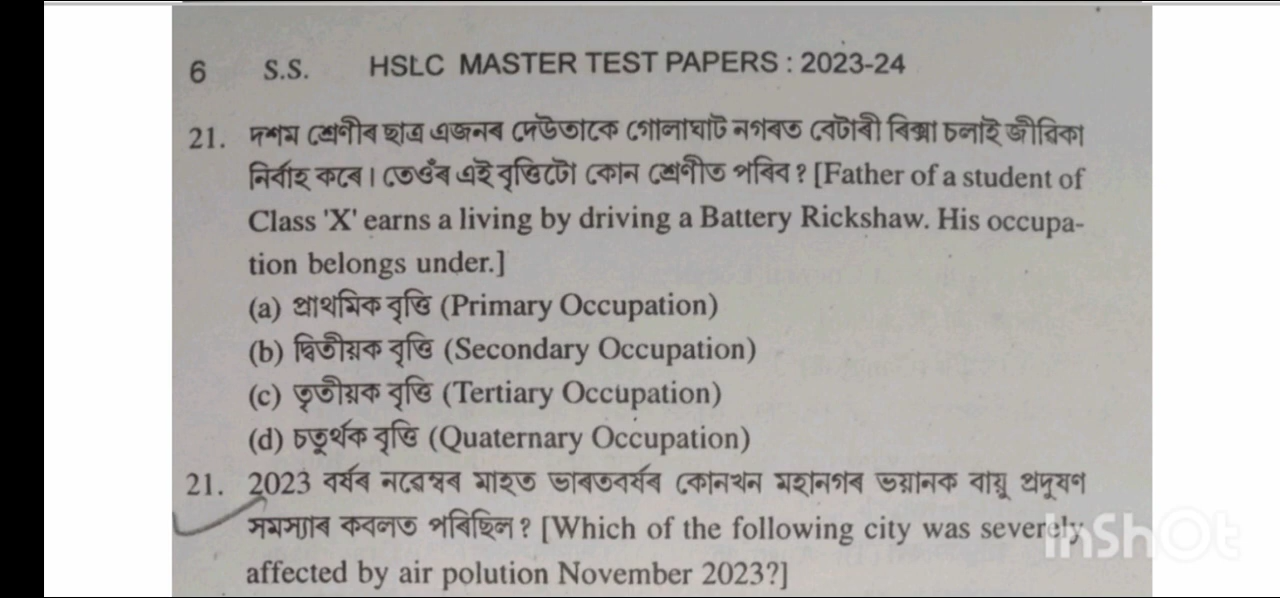 6 S.S. HSLC MASTER TEST PAPERS : 2023-24
21. দশম শ্ৰেণীৰ ছাত্ৰ এজনৰ দেউতাকে গোলাঘাট নগৰত বেটাৰী ৰিক্সা চলাই জীৱিকা
নিৰ্বাহ কৰে। তেওঁৰ এই বৃত্তিটো কোন শ্ৰেণীত পৰিব ? [Father of a student of
Class 'X' earns a living by driving a Battery Rickshaw. His occupa-
tion belongs under.]
(a) প্ৰাথমিক বৃত্তি (Primary Occupation)
(b) দ্বিতীয়ক বৃত্তি (Secondary Occupation)
(c) তৃতীয়ক বৃত্তি (Tertiary Occupation)
(d) চতুৰ্থক বৃত্তি (Quaternary Occupation)
21. 2023 বৰ্ষৰ নৱেম্বৰ মাহত ভাৰতবৰ্ষৰ কোনখন মহানগৰ ভয়ানক বায়ু প্ৰদূষণ
সমস্যাৰ কবলত পৰিছিল ? [Which of the following city was severely
affected by air polution November 2023?]
InShOt